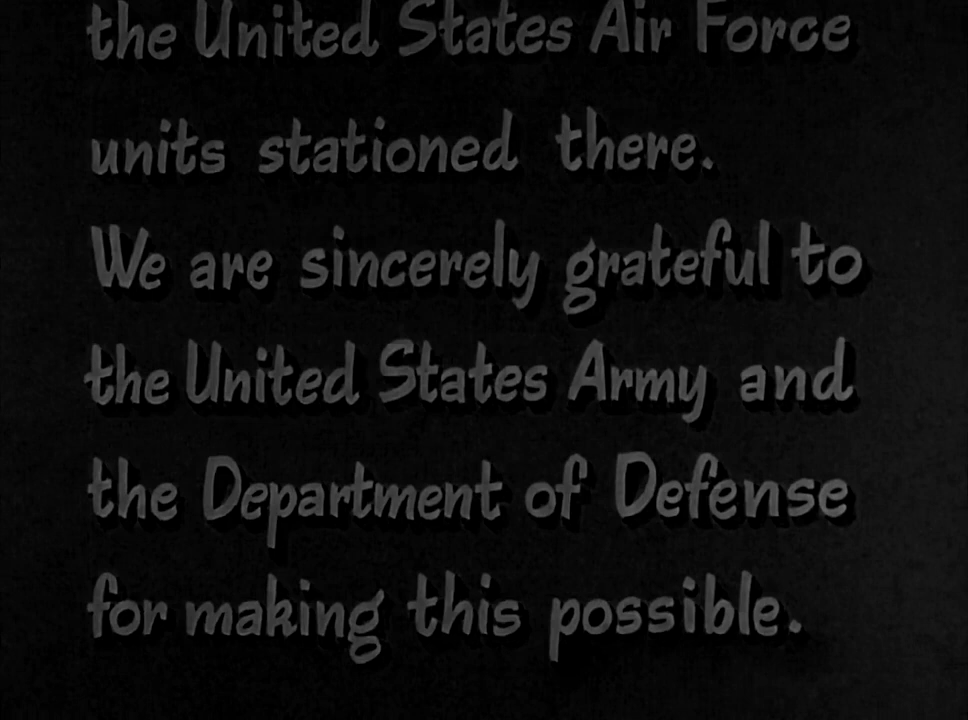 the United States Air Force
units stationed there.
We are sincerely grateful to
the United States Army and
the Department of Defense
for making this possible.